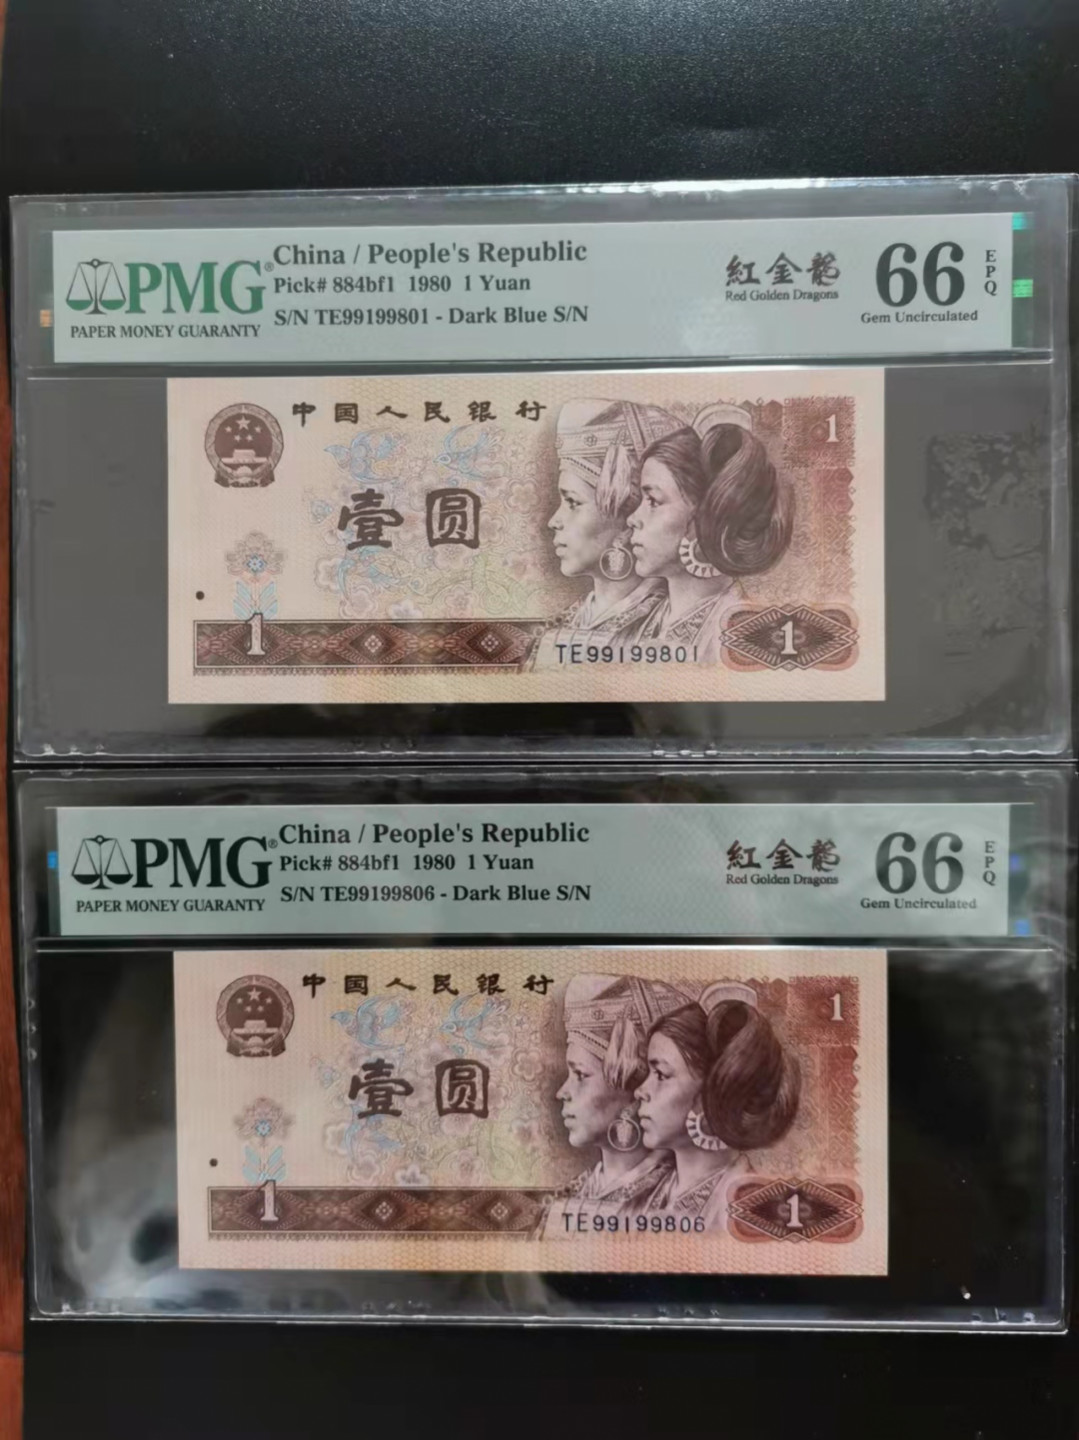 China / People's Republic
PMG®
Pick# 884bf1 1980 1 Yuan
PAPER MONEY GUARANTY
S/N TE99199801 - Dark Blue S/N
紅金龍
Red Golden Dragons
66
EPQ
Gem Uncirculated
中国人民银行
1
壹圆
1
TE99199801
1
China / People's Republic
PMG®
Pick# 884bf1 1980 1 Yuan
PAPER MONEY GUARANTY
S/N TE99199806 - Dark Blue S/N
紅金龍
Red Golden Dragons
66
EPQ
Gem Uncirculated
中国人民银行
1
壹圆
1
TE99199806
1